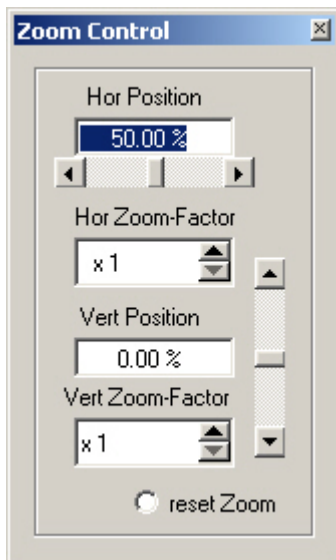 Zoom Control
Hor Position
50.00 %
Hor Zoom-Factor
x 1
Vert Position
0.00 %
Vert Zoom-Factor
x 1
reset Zoom